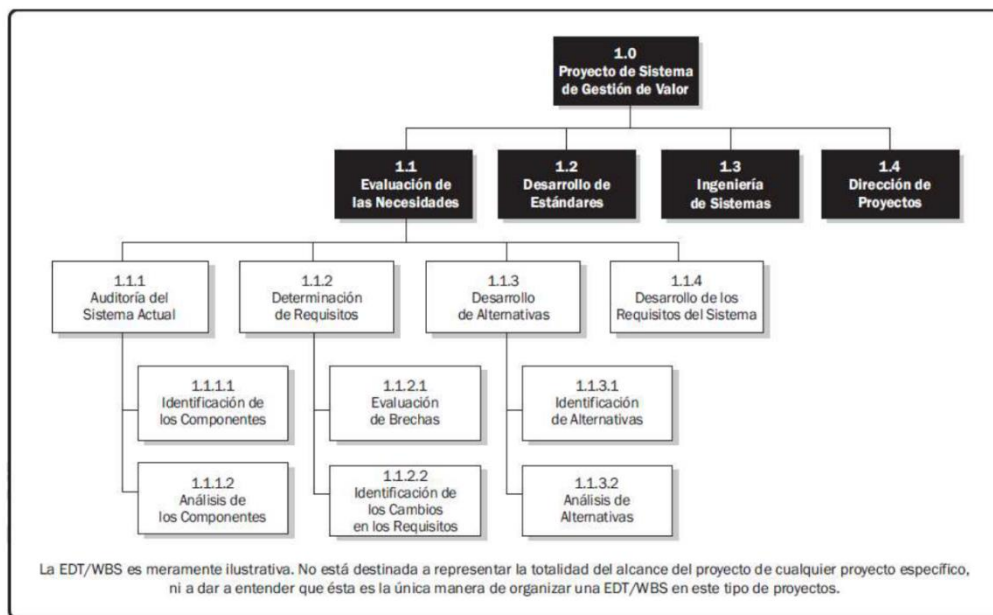 1.0
Proyecto de Sistema
de Gestión de Valor
1.1
Evaluación de
las Necesidades
1.2
Desarrollo de
Estándares
1.3
Ingeniería
de Sistemas
1.4
Dirección de
Proyectos
1.1.1
Auditoría del
Sistema Actual
1.1.2
Determinación
de Requisitos
1.1.3
Desarrollo
de Alternativas
1.1.4
Desarrollo de los
Requisitos del Sistema
1.1.1.1
Identificación de
los Componentes
1.1.2.1
Evaluación
de Brechas
1.1.3.1
Identificación
de Alternativas
1.1.1.2
Análisis de
los Componentes
1.1.2.2
Identificación de
los Cambios
en los Requisitos
1.1.3.2
Análisis de
Alternativas
La EDT/WBS es meramente ilustrativa. No está destinada a representar la totalidad del alcance del proyecto de cualquier proyecto específico,
ni a dar a entender que ésta es la única manera de organizar una EDT/WBS en este tipo de proyectos.